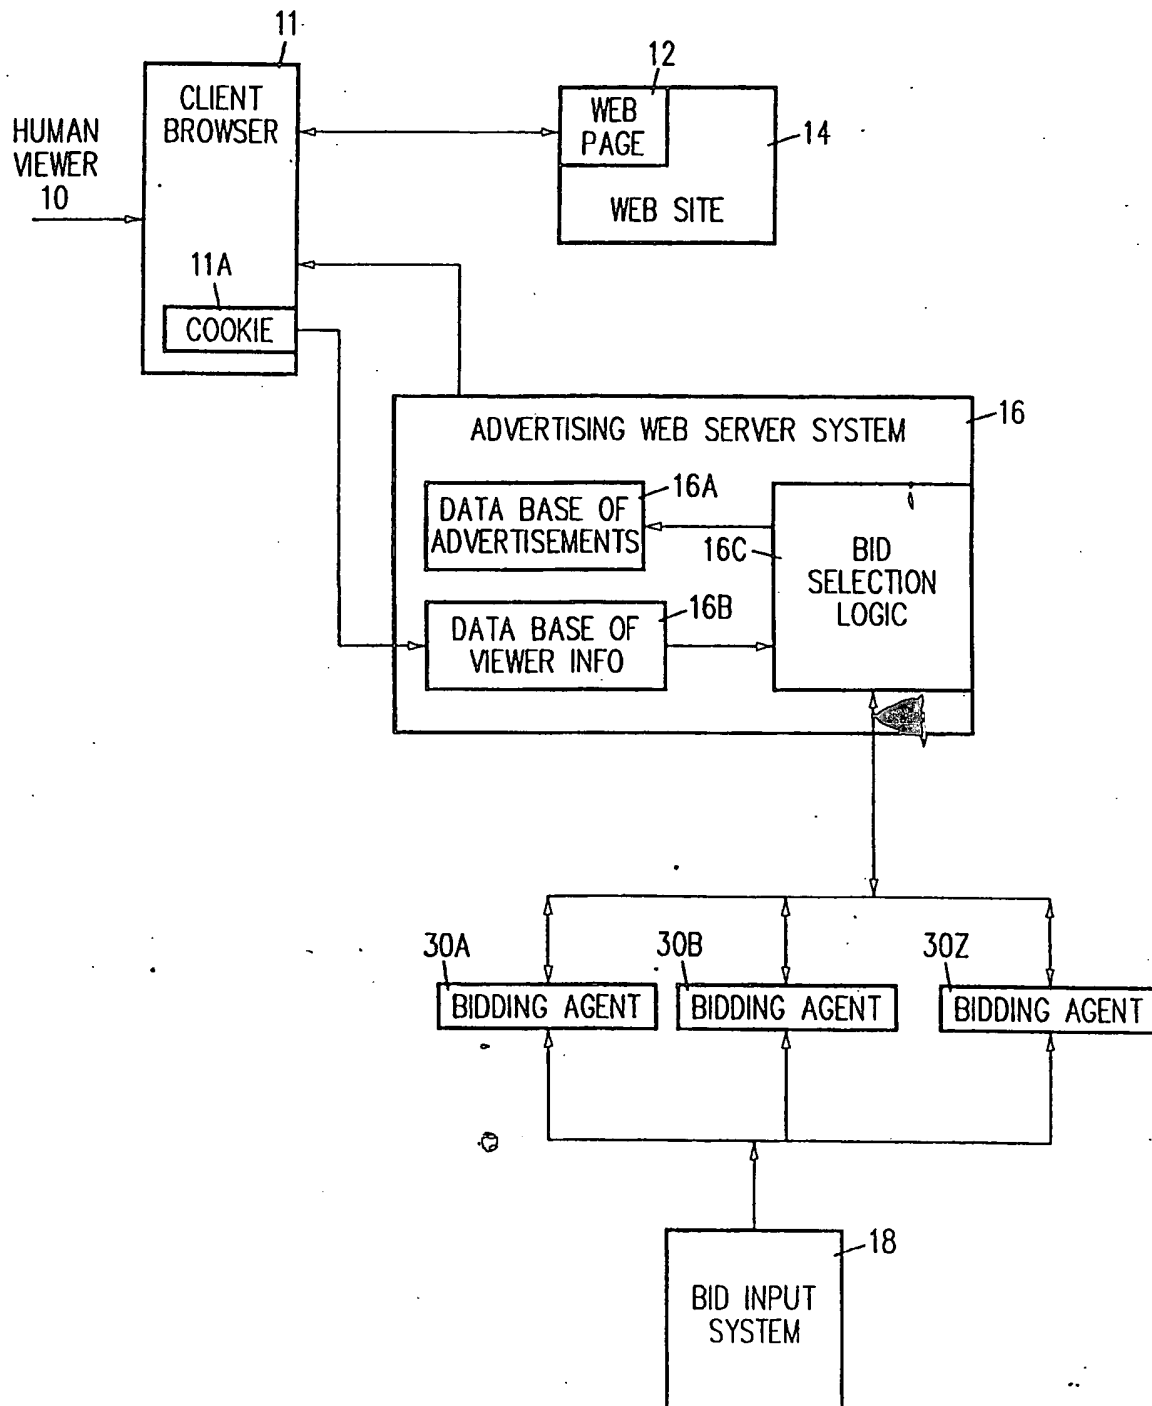 11
CLIENT
BROWSER
HUMAN
VIEWER
10
12
WEB
PAGE
14
WEB SITE
11A
COOKIE
16
ADVERTISING WEB SERVER SYSTEM
16A
DATA BASE OF
ADVERTISEMENTS
16C
BID
SELECTION
LOGIC
16B
DATA BASE OF
VIEWER INFO
30A
BIDDING AGENT
30B
BIDDING AGENT
30Z
BIDDING AGENT
18
BID INPUT
SYSTEM